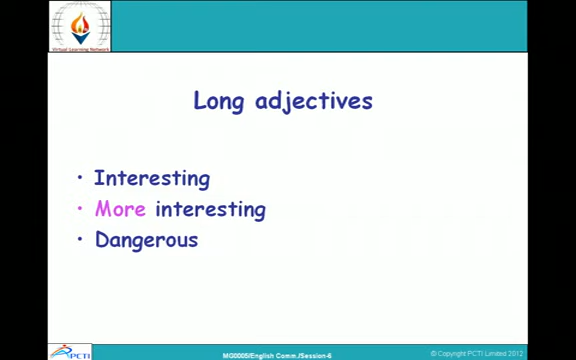 Virtual Learning Network
Long adjectives
• Interesting
• More interesting
• Dangerous
PCTI
MG0005/English Comm./Session-6
© Copyright PCTI Limited 2012